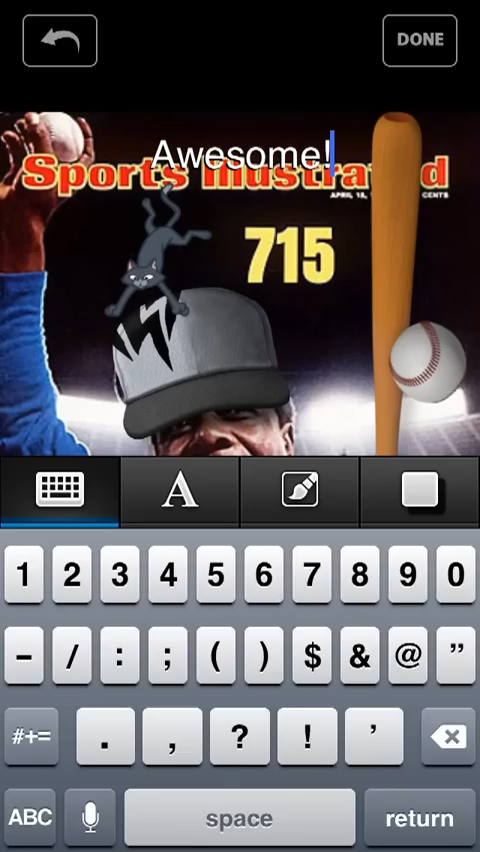 DONE
Awesome!
Sports Illustrated
APRIL 15,
CENTS
715
A
1 2 3 4 5 6 7 8 9 0
- / : ; ( ) $ & @ ”
#+= . , ? ! ’
ABC space return